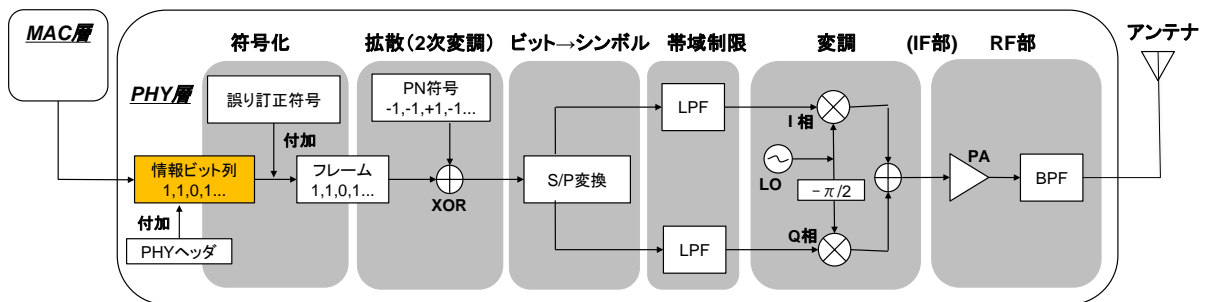 MAC層
符号化
拡散(2次変調)
ビット→シンボル
帯域制限
変調
(IF部)
RF部
アンテナ
PHY層
誤り訂正符号
付加
PN符号
-1,-1,+1,-1...
LPF
I 相
情報ビット列
1,1,0,1...
フレーム
1,1,0,1...
XOR
S/P変換
LO
-π/2
PA
BPF
付加
PHYヘッダ
LPF
Q相